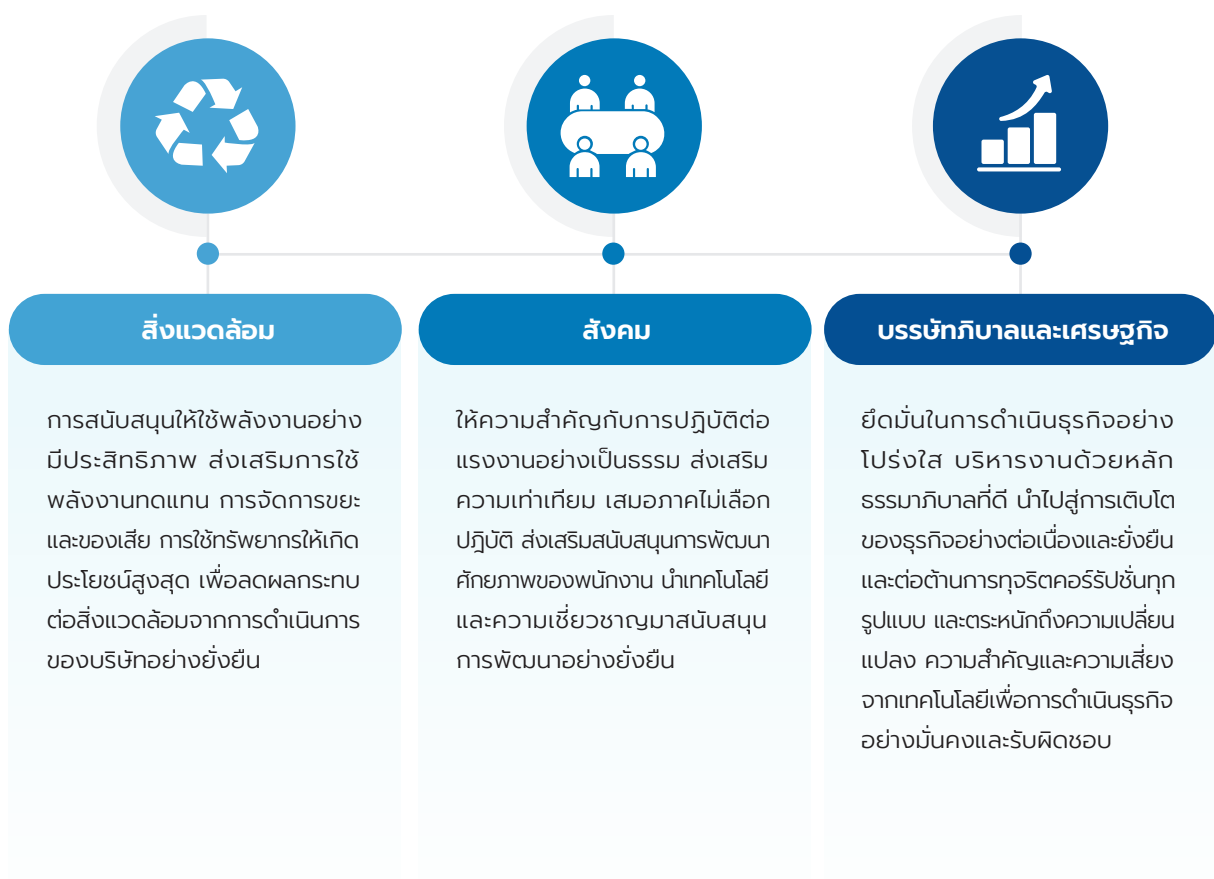 สิ่งแวดล้อม
การสนับสนุนให้ใช้พลังงานอย่าง
มีประสิทธิภาพ ส่งเสริมการใช้
พลังงานทดแทน การจัดการขยะ
และของเสีย การใช้ทรัพยากรให้เกิด
ประโยชน์สูงสุด เพื่อลดผลกระทบ
ต่อสิ่งแวดล้อมจากการดำเนินการ
ของบริษัทอย่างยั่งยืน
สังคม
ให้ความสำคัญกับการปฏิบัติต่อ
แรงงานอย่างเป็นธรรม ส่งเสริม
ความเท่าเทียม เสมอภาคไม่เลือก
ปฎิบัติ ส่งเสริมสนับสนุนการพัฒนา
ศักยภาพของพนักงาน นำเทคโนโลยี
และความเชี่ยวชาญมาสนับสนุน
การพัฒนาอย่างยั่งยืน
บรรษัทภิบาลและเศรษฐกิจ
ยึดมั่นในการดำเนินธุรกิจอย่าง
โปร่งใส บริหารงานด้วยหลัก
ธรรมาภิบาลที่ดี นำไปสู่การเติบโต
ของธุรกิจอย่างต่อเนื่องและยั่งยืน
และต่อต้านการทุจริตคอร์รัปชั่นทุก
รูปแบบ และตระหนักถึงความเปลี่ยน
แปลง ความสำคัญและความเสี่ยง
จากเทคโนโลยีเพื่อการดำเนินธุรกิจ
อย่างมั่นคงและรับผิดชอบ